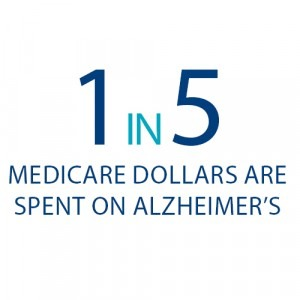 1 IN 5
MEDICARE DOLLARS ARE
SPENT ON ALZHEIMER'S